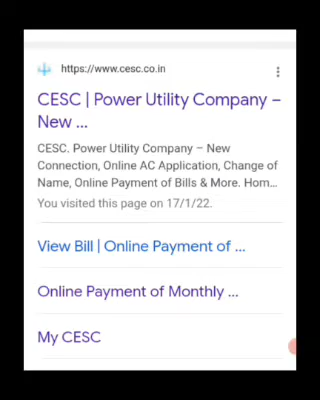 https://www.cesc.co.in
CESC | Power Utility Company –
New ...
CESC. Power Utility Company – New
Connection, Online AC Application, Change of
Name, Online Payment of Bills & More. Hom...
You visited this page on 17/1/22.
View Bill | Online Payment of ...
Online Payment of Monthly ...
My CESC